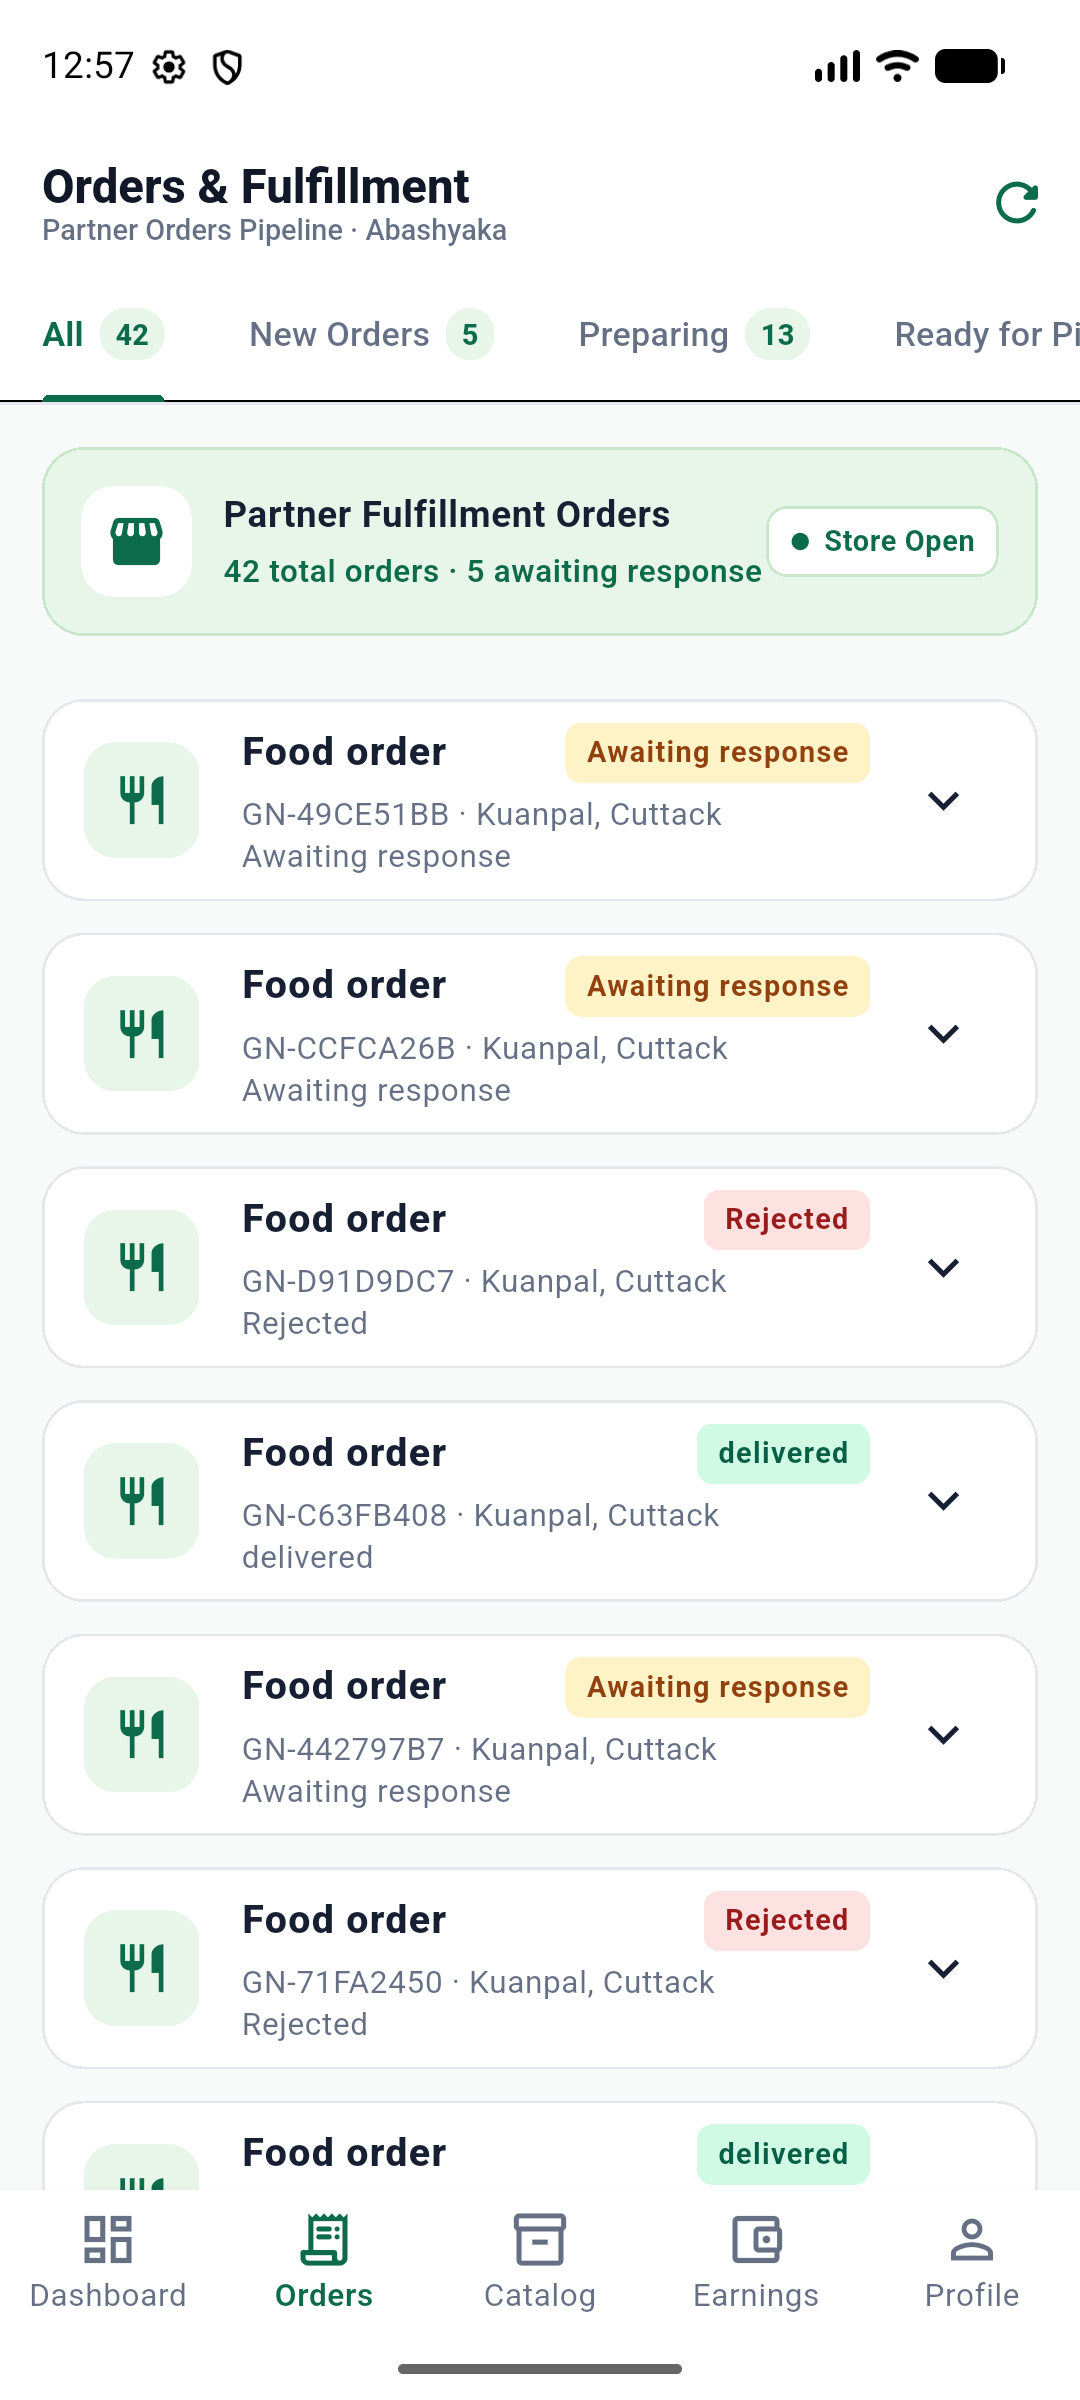 12:57
Orders & Fulfillment
Partner Orders Pipeline · Abashyaka
All 42 New Orders 5 Preparing 13 Ready for Pi
Partner Fulfillment Orders
42 total orders · 5 awaiting response
Store Open
Food order
Awaiting response
GN-49CE51BB · Kuanpal, Cuttack
Awaiting response
Food order
Awaiting response
GN-CCFCA26B · Kuanpal, Cuttack
Awaiting response
Food order
Rejected
GN-D91D9DC7 · Kuanpal, Cuttack
Rejected
Food order
delivered
GN-C63FB408 · Kuanpal, Cuttack
delivered
Food order
Awaiting response
GN-442797B7 · Kuanpal, Cuttack
Awaiting response
Food order
Rejected
GN-71FA2450 · Kuanpal, Cuttack
Rejected
Food order
delivered
Dashboard Orders Catalog Earnings Profile